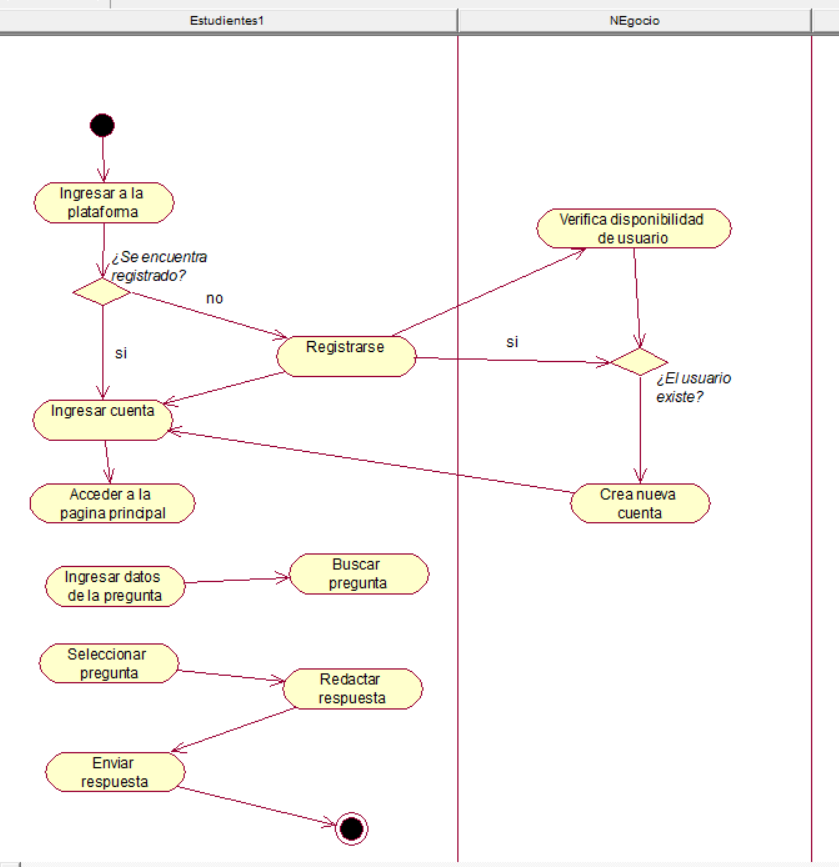 Estudiantes1
NEgocio
Ingresar a la
plataforma
Verifica disponibilidad
de usuario
¿Se encuentra
registrado?
no
Registrarse
si
si
¿El usuario
existe?
Ingresar cuenta
Acceder a la
pagina principal
Crea nueva
cuenta
Ingresar datos
de la pregunta
Buscar
pregunta
Seleccionar
pregunta
Redactar
respuesta
Enviar
respuesta